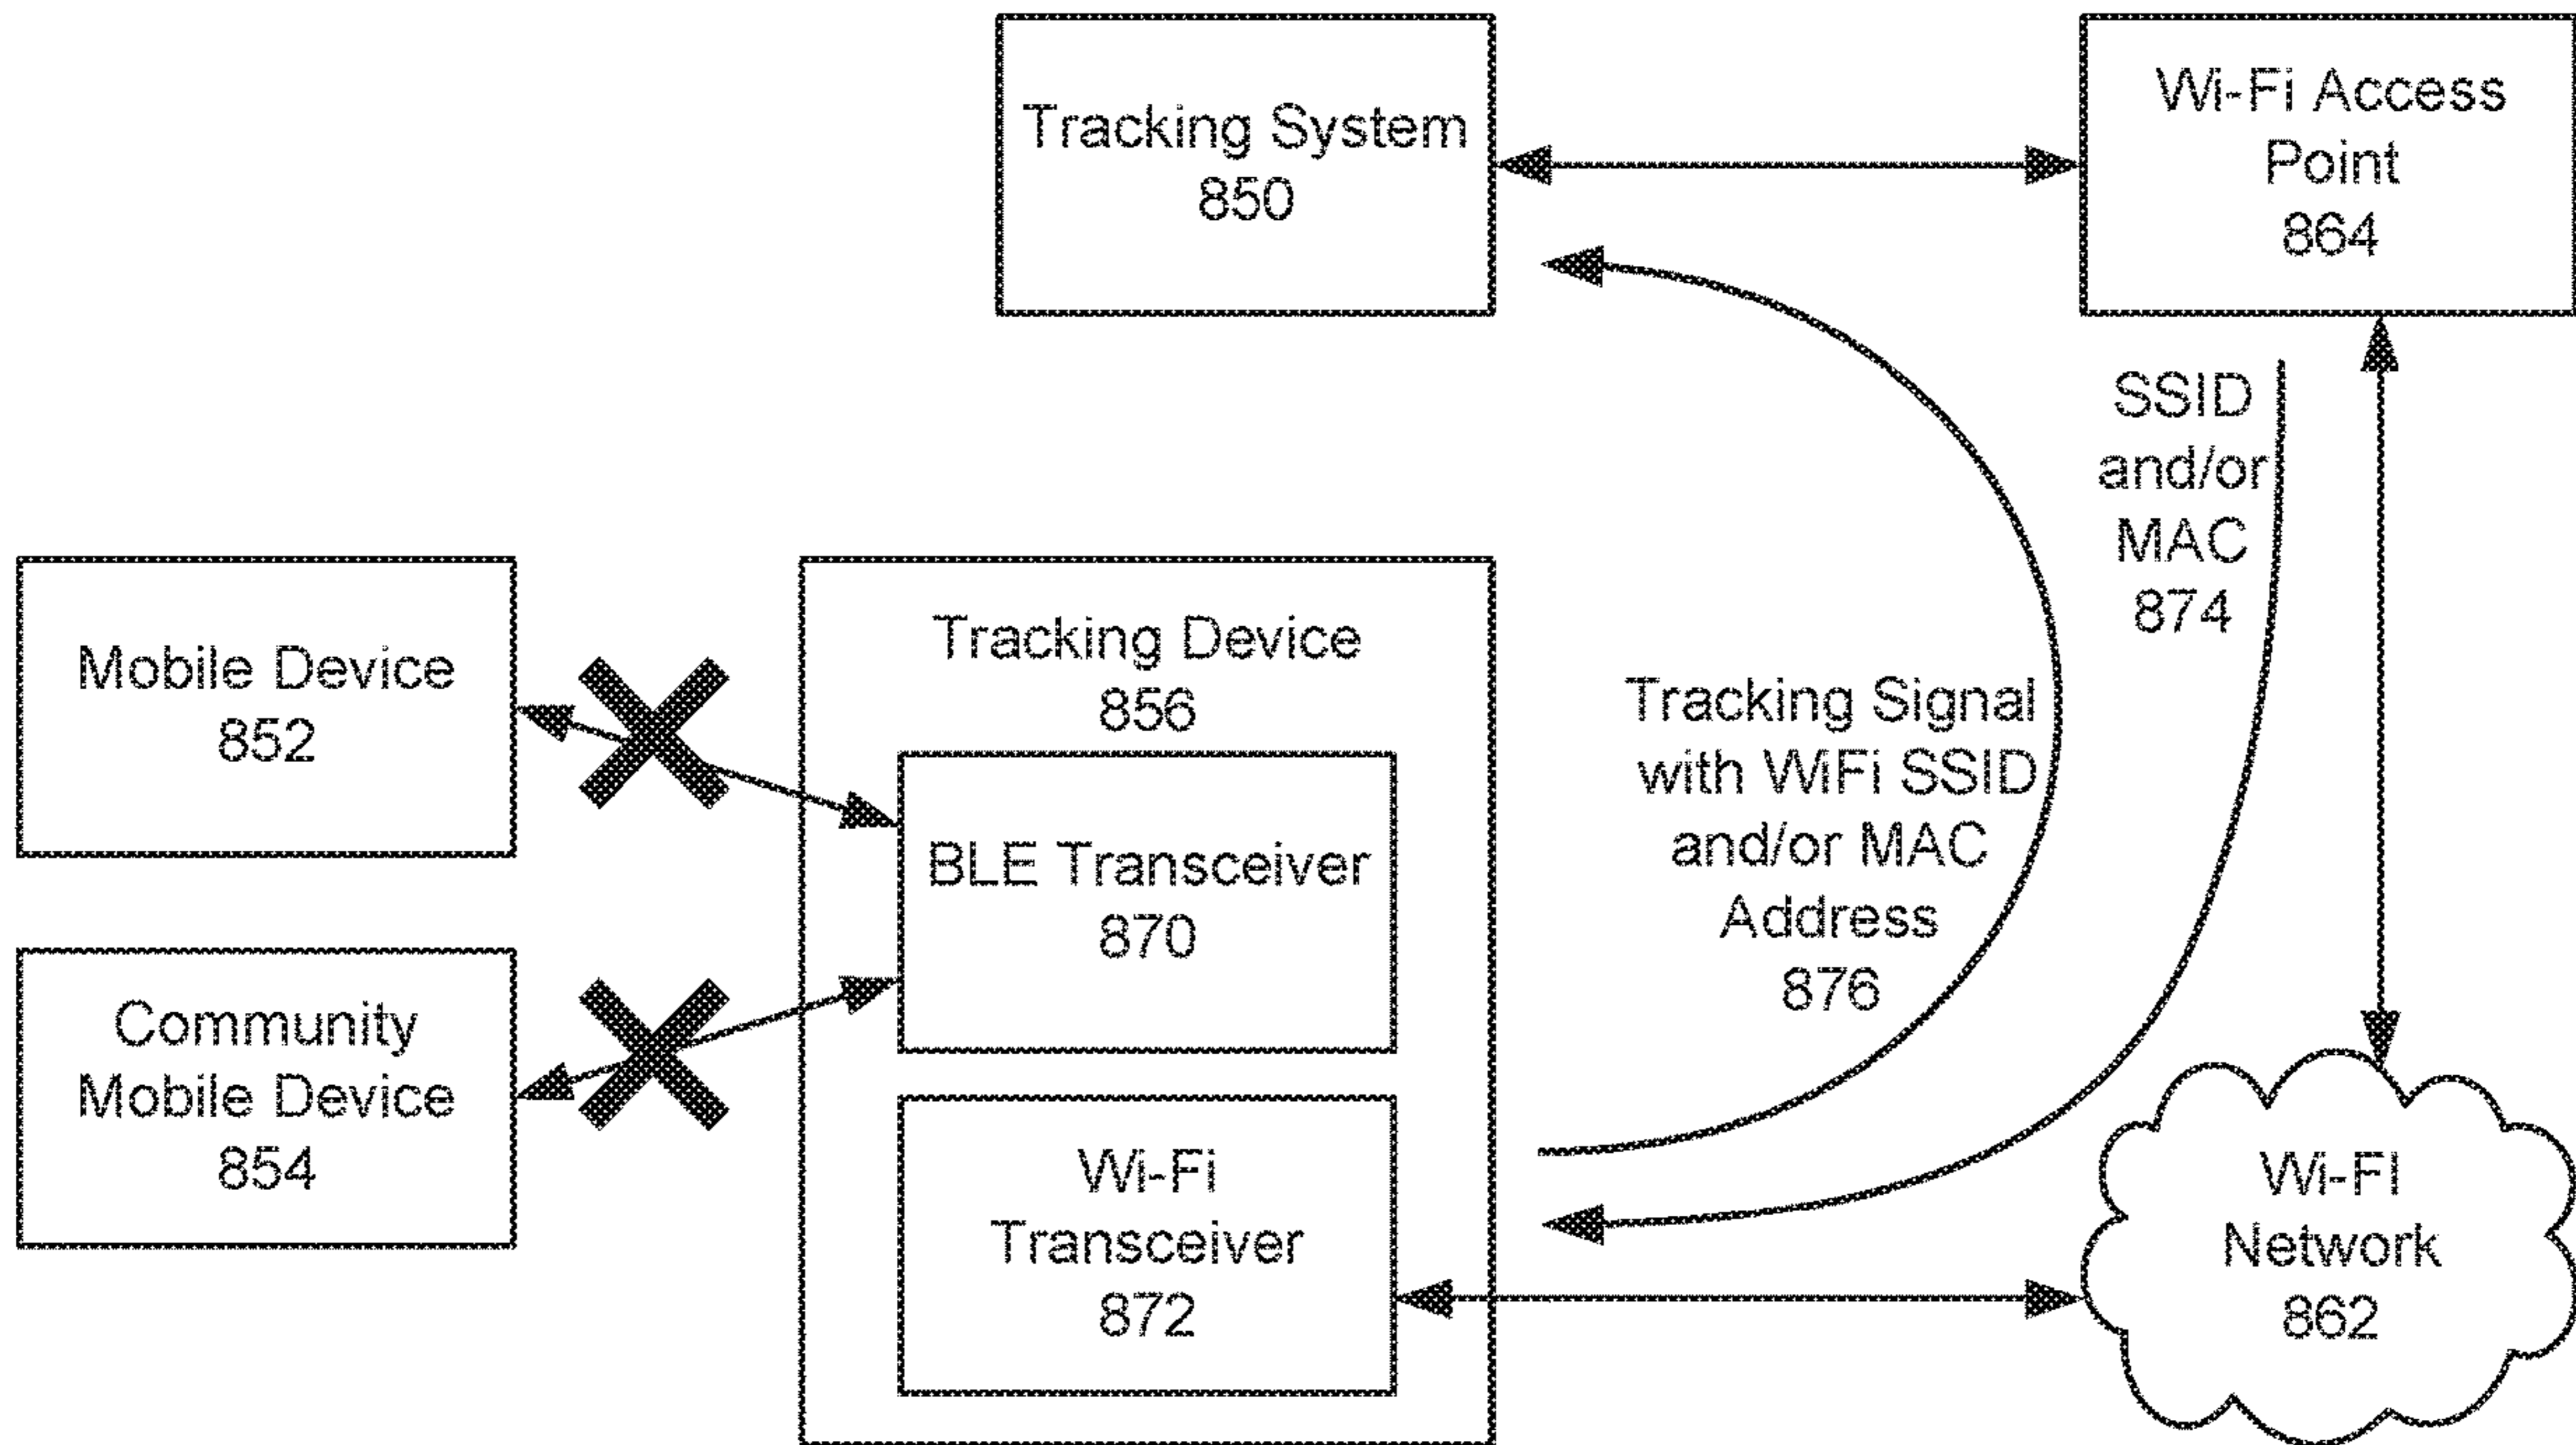 Tracking System
850
Wi-Fi Access
Point
864
SSID
and/or
MAC
874
Mobile Device
852
Tracking Device
856
Tracking Signal
with WiFi SSID
and/or MAC
Address
876
BLE Transceiver
870
Community
Mobile Device
854
Wi-Fi
Transceiver
872
Wi-FI
Network
862